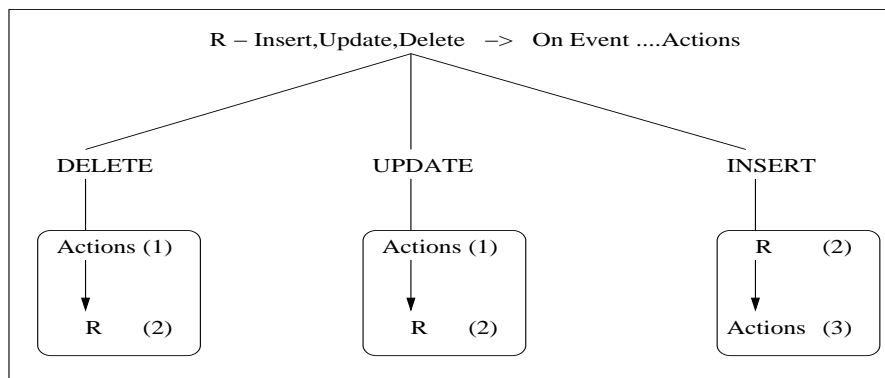 R – Insert,Update,Delete –> On Event ....Actions
DELETE UPDATE INSERT
Actions (1) Actions (1) R (2)
R (2) R (2) Actions (3)